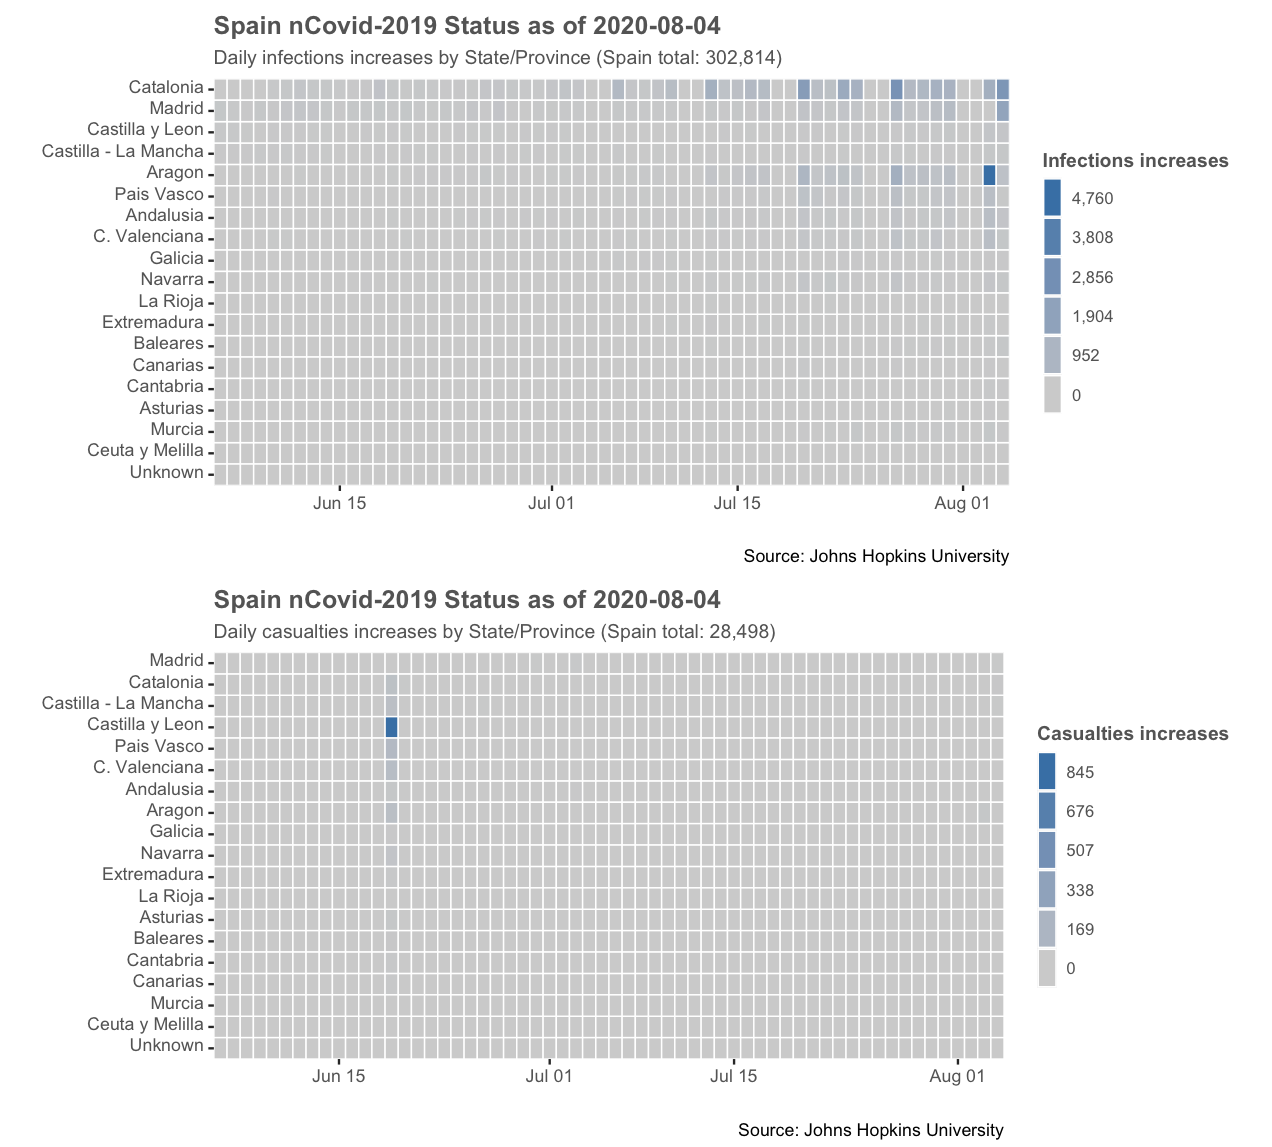 Spain nCovid-2019 Status as of 2020-08-04
Daily infections increases by State/Province (Spain total: 302,814)
Catalonia
Madrid
Castilla y Leon
Castilla - La Mancha
Aragon
Pais Vasco
Andalusia
C. Valenciana
Galicia
Navarra
La Rioja
Extremadura
Baleares
Canarias
Cantabria
Asturias
Murcia
Ceuta y Melilla
Unknown
Jun 15
Jul 01
Jul 15
Aug 01
Infections increases
4,760
3,808
2,856
1,904
952
0
Source: Johns Hopkins University
Spain nCovid-2019 Status as of 2020-08-04
Daily casualties increases by State/Province (Spain total: 28,498)
Madrid
Catalonia
Castilla - La Mancha
Castilla y Leon
Pais Vasco
C. Valenciana
Andalusia
Aragon
Galicia
Navarra
Extremadura
La Rioja
Asturias
Baleares
Cantabria
Canarias
Murcia
Ceuta y Melilla
Unknown
Jun 15
Jul 01
Jul 15
Aug 01
Casualties increases
845
676
507
338
169
0
Source: Johns Hopkins University